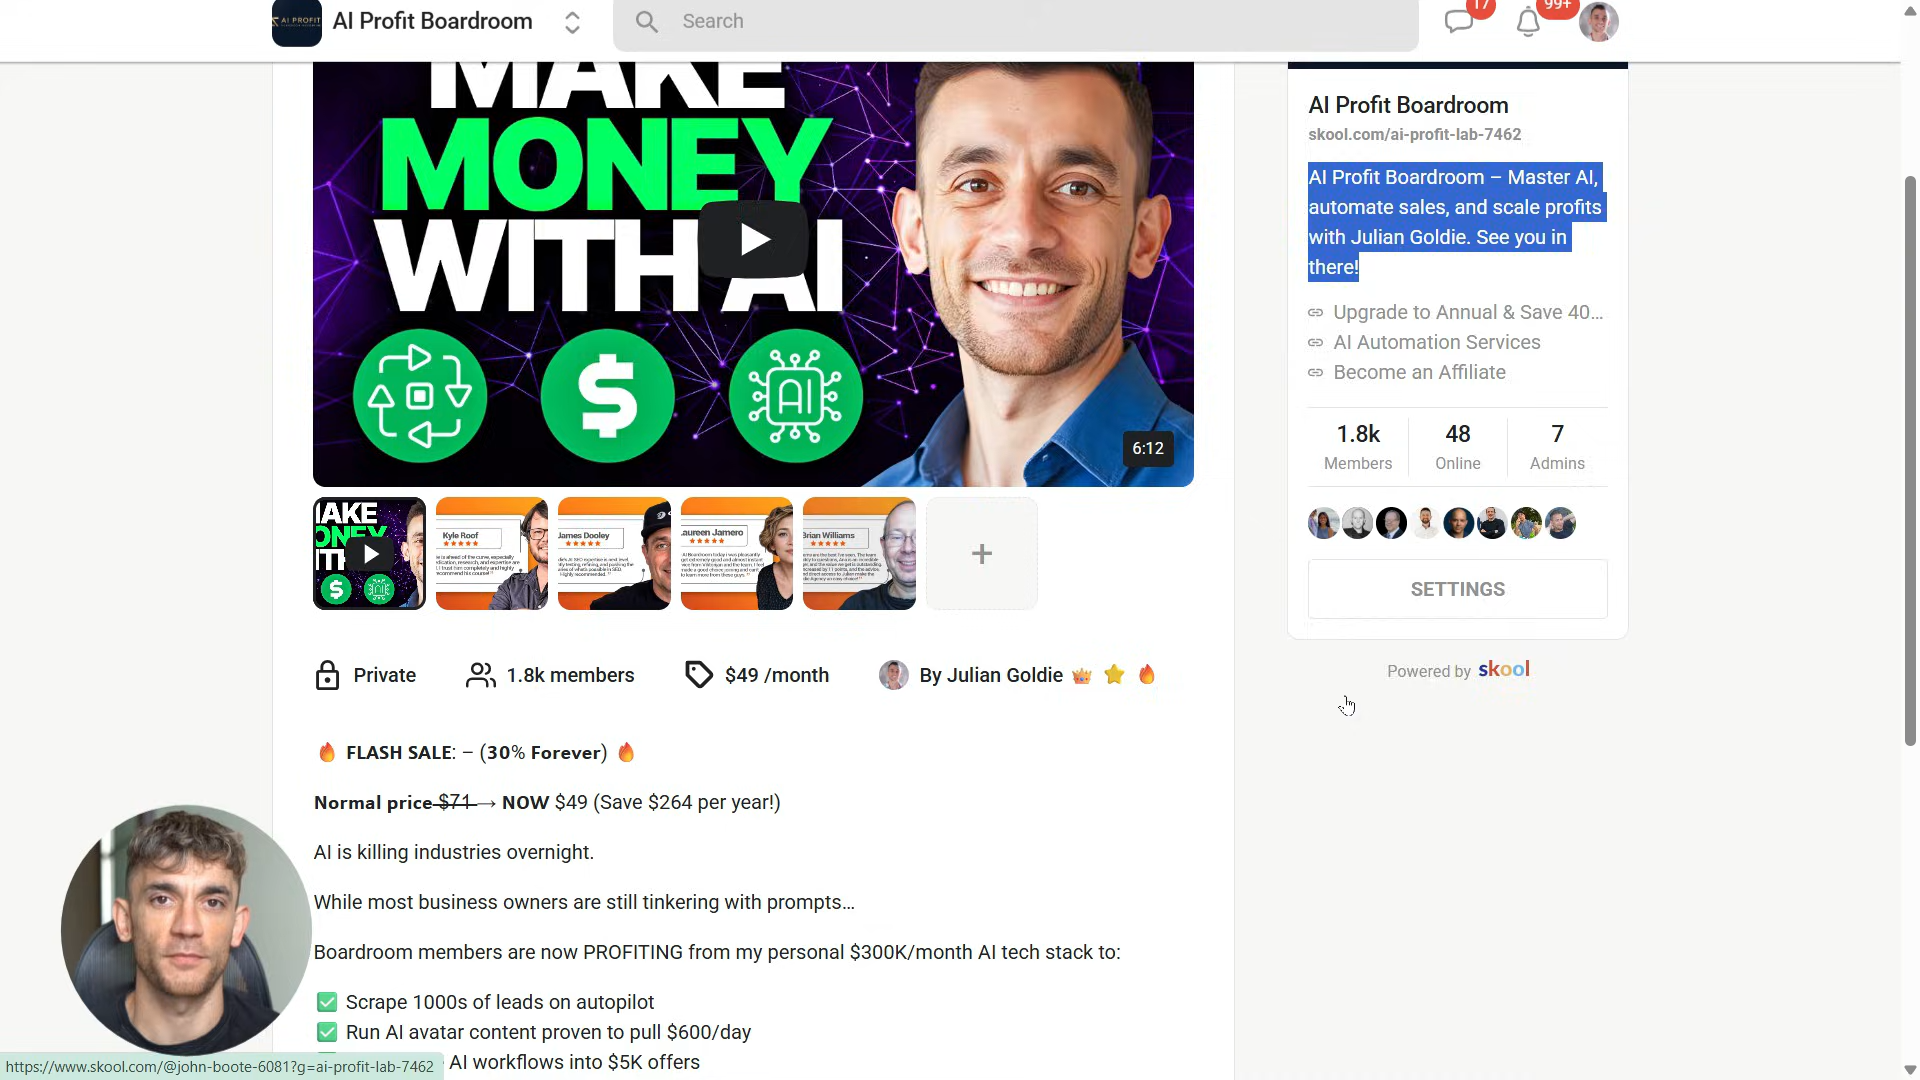 AI PROFIT
AI Profit Boardroom
Search
17
99+
MAKE
MONEY
WITH AI
AI
6:12
AI Profit Boardroom
skool.com/ai-profit-lab-7462
AI Profit Boardroom – Master AI,
automate sales, and scale profits
with Julian Goldie. See you in
there!
Upgrade to Annual & Save 40...
AI Automation Services
Become an Affiliate
1.8k
Members
48
Online
7
Admins
SETTINGS
Powered by skool
Kyle Roof
James Dooley
aureen Jamero
Brian Williams
Private
1.8k members
$49 /month
By Julian Goldie
FLASH SALE: – (30% Forever)
Normal price $71 → NOW $49 (Save $264 per year!)
AI is killing industries overnight.
While most business owners are still tinkering with prompts…
Boardroom members are now PROFITING from my personal $300K/month AI tech stack to:
Scrape 1000s of leads on autopilot
Run AI avatar content proven to pull $600/day
AI workflows into $5K offers
https://www.skool.com/@john-boote-6081?g=ai-profit-lab-7462